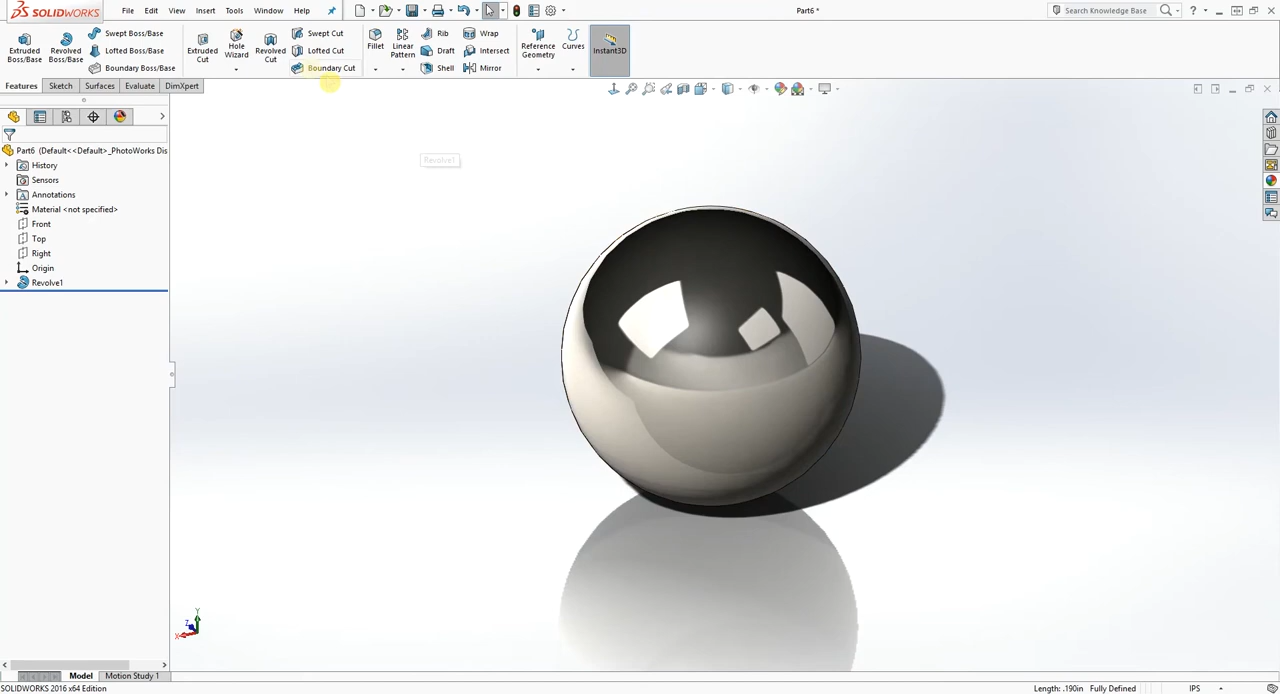 SOLIDWORKS File Edit View Insert Tools Window Help Part6 * Search Knowledge Base
Extruded Boss/Base
Revolved Boss/Base
Swept Boss/Base
Lofted Boss/Base
Boundary Boss/Base
Extruded Cut
Hole Wizard
Revolved Cut
Swept Cut
Lofted Cut
Boundary Cut
Fillet
Linear Pattern
Rib
Draft
Shell
Wrap
Intersect
Mirror
Reference Geometry
Curves
Instant3D
Features Sketch Surfaces Evaluate DimXpert
Part6 (Default<<Default>_PhotoWorks Dis
History
Sensors
Annotations
Material <not specified>
Front
Top
Right
Origin
Revolve1
Revolve1
Y
Z
X
Model Motion Study 1
SOLIDWORKS 2016 x64 Edition Length: .190in Fully Defined IPS